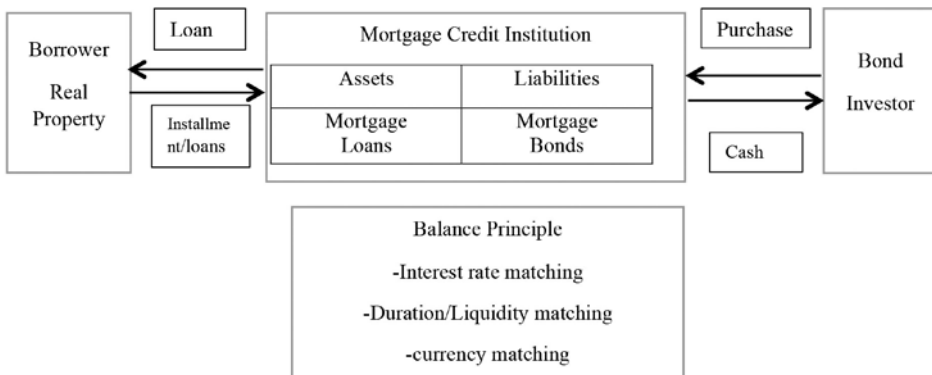 Borrower
Real
Property
Loan
Installme
nt/loans
Mortgage Credit Institution
Assets
Liabilities
Mortgage
Loans
Mortgage
Bonds
Purchase
Cash
Bond
Investor
Balance Principle
-Interest rate matching
-Duration/Liquidity matching
-currency matching